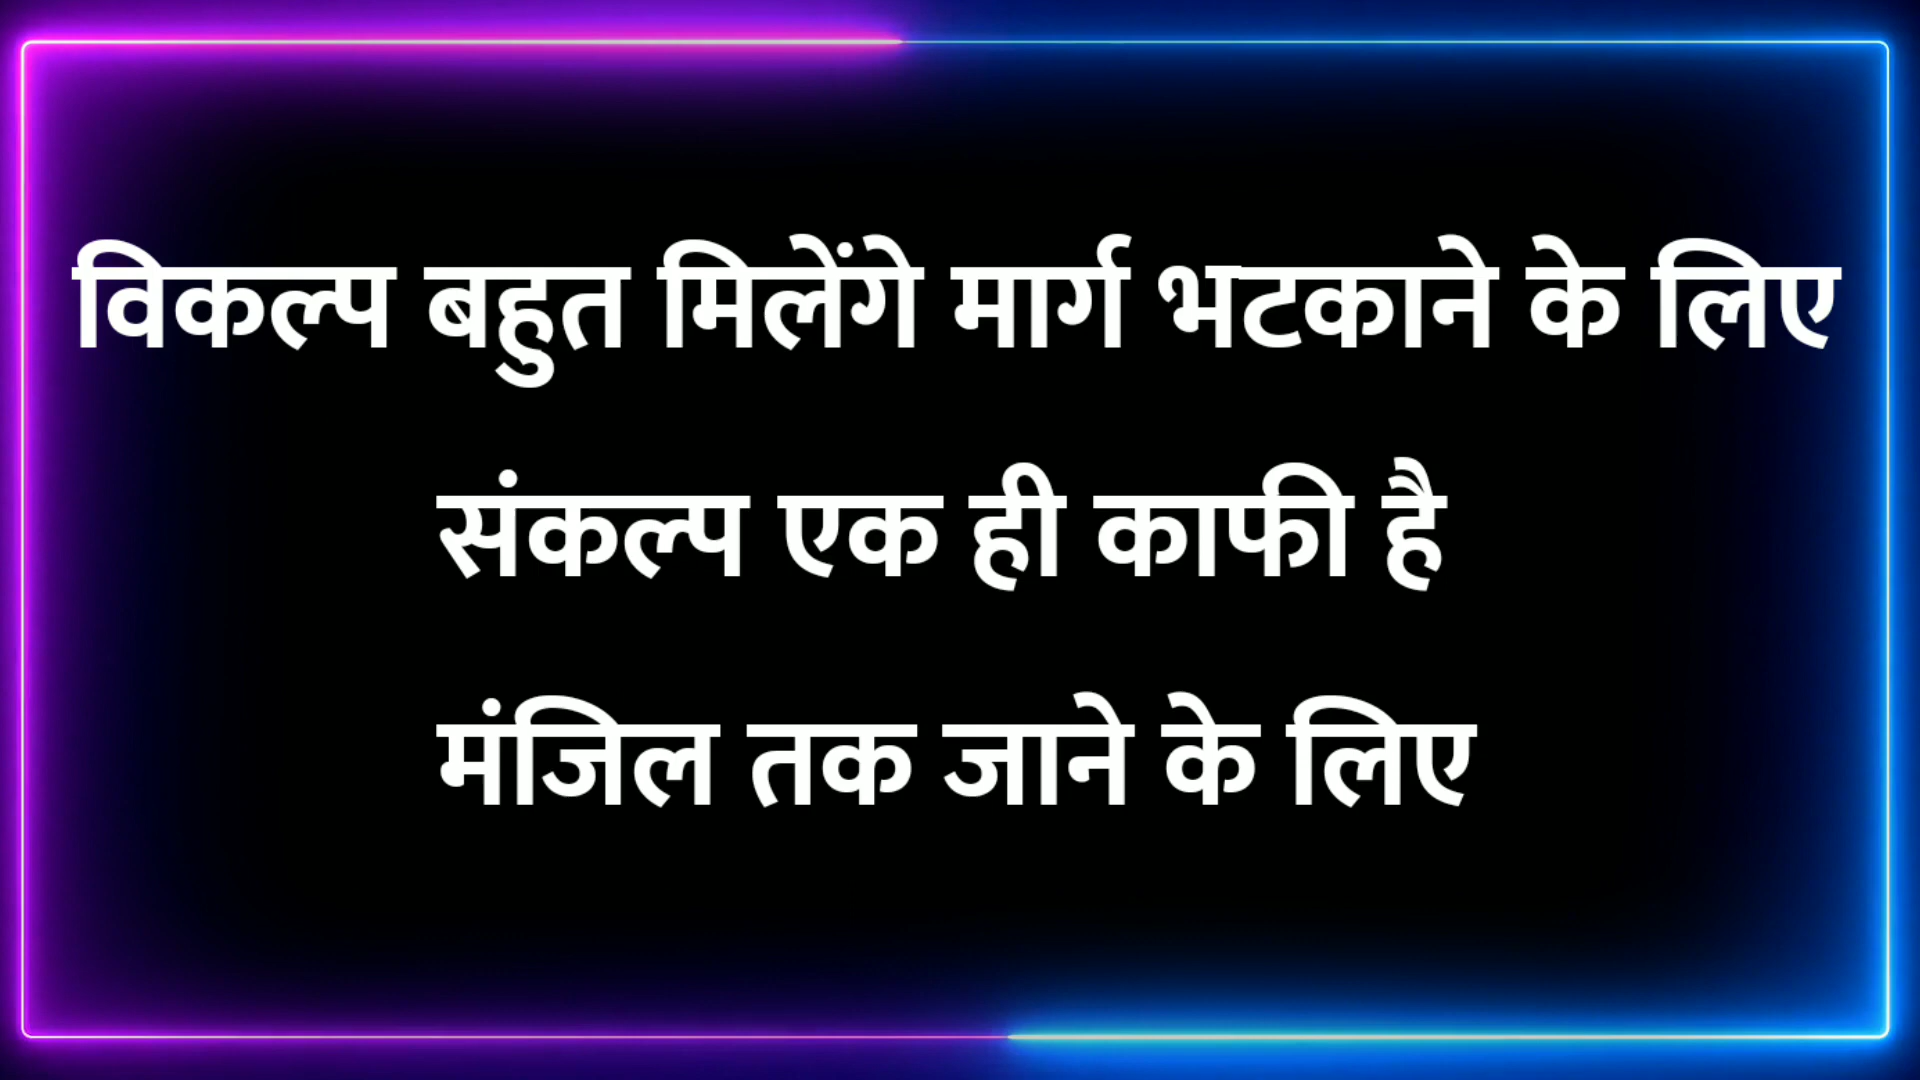 विकल्प बहुत मिलेंगे मार्ग भटकाने के लिए
संकल्प एक ही काफी है
मंजिल तक जाने के लिए